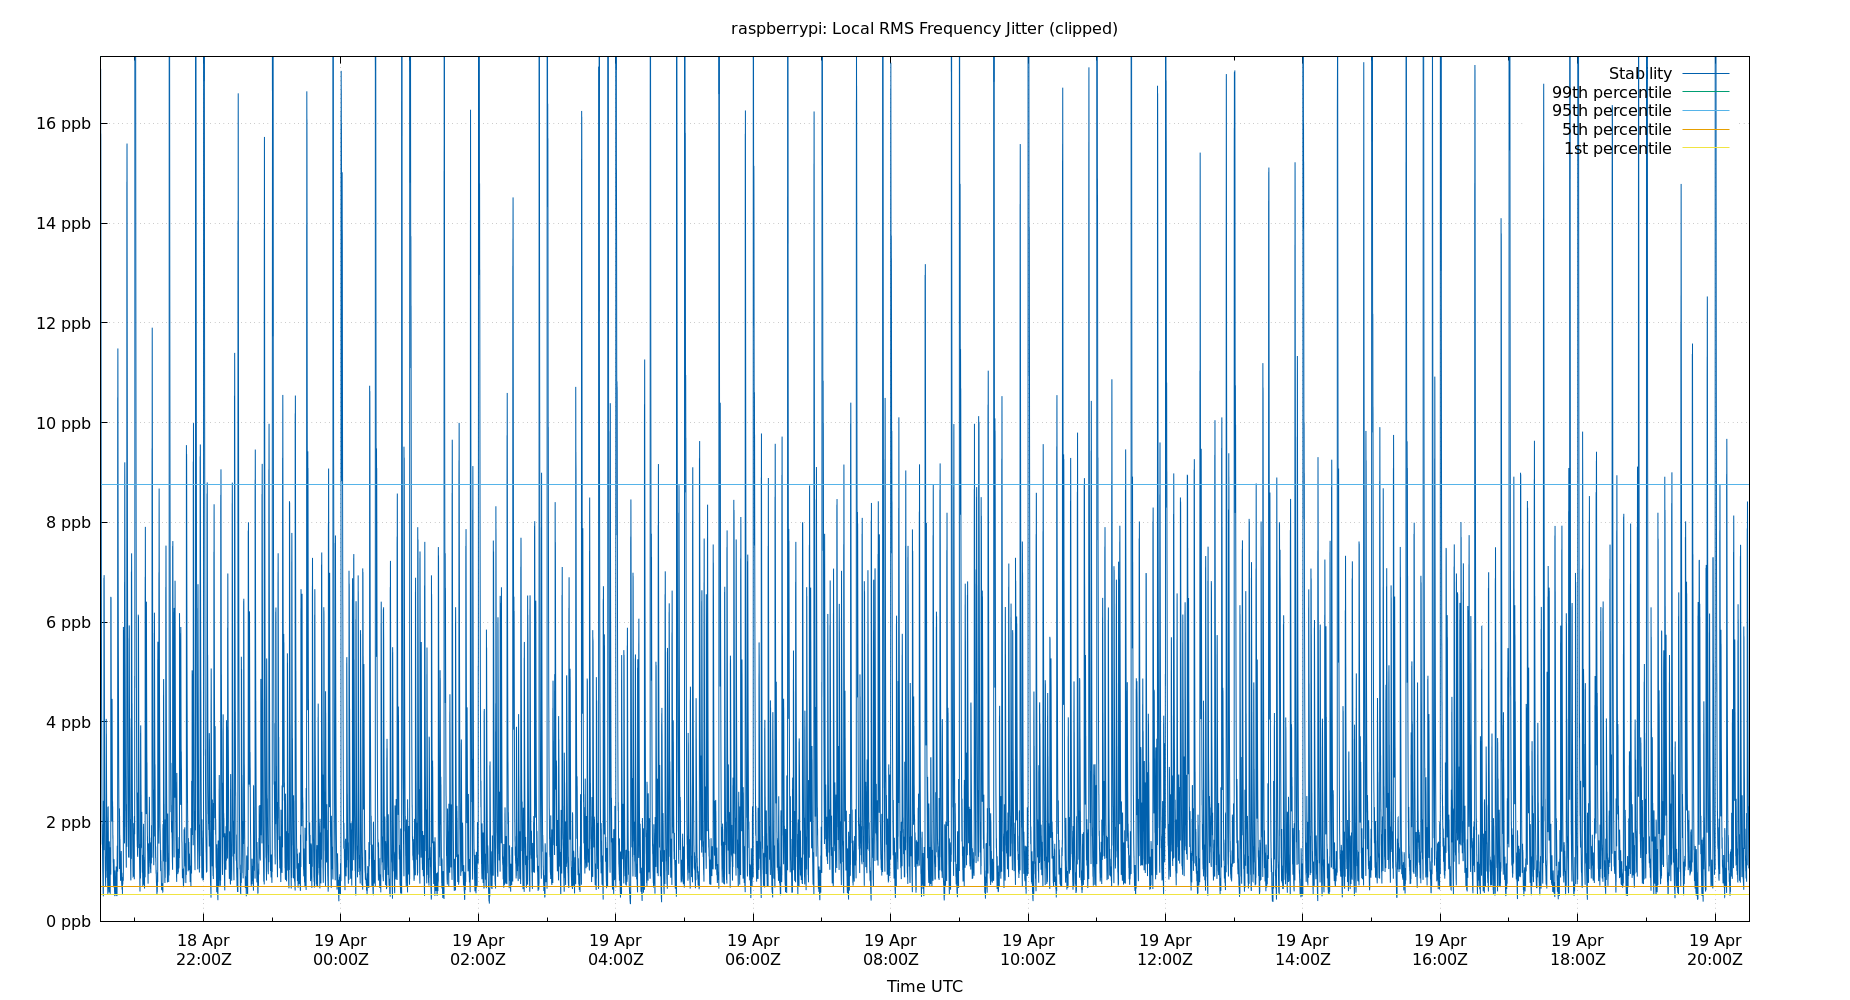 raspberrypi: Local RMS Frequency Jitter (clipped)
Stability
99th percentile
95th percentile
5th percentile
1st percentile
16 ppb
14 ppb
12 ppb
10 ppb
8 ppb
6 ppb
4 ppb
2 ppb
0 ppb
18 Apr 19 Apr 19 Apr 19 Apr 19 Apr 19 Apr 19 Apr 19 Apr 19 Apr 19 Apr 19 Apr 19 Apr
22:00Z 00:00Z 02:00Z 04:00Z 06:00Z 08:00Z 10:00Z 12:00Z 14:00Z 16:00Z 18:00Z 20:00Z
Time UTC